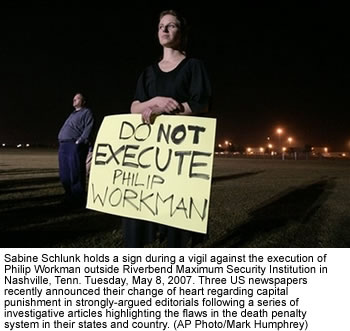 DO NOT
EXECUTE
PHILIP
WORKMAN
Sabine Schlunk holds a sign during a vigil against the execution of
Philip Workman outside Riverbend Maximum Security Institution in
Nashville, Tenn. Tuesday, May 8, 2007. Three US newspapers
recently announced their change of heart regarding capital
punishment in strongly-argued editorials following a series of
investigative articles highlighting the flaws in the death penalty
system in their states and country. (AP Photo/Mark Humphrey)